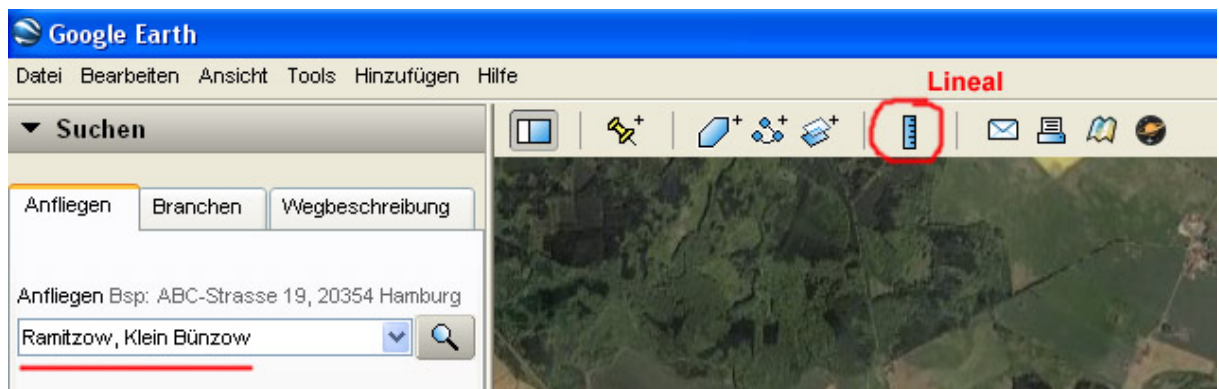 Google Earth
Datei Bearbeiten Ansicht Tools Hinzufügen Hilfe
Lineal
Suchen
Anfliegen Branchen Wegbeschreibung
Anfliegen Bsp: ABC-Strasse 19, 20354 Hamburg
Ramitzow, Klein Bünzow